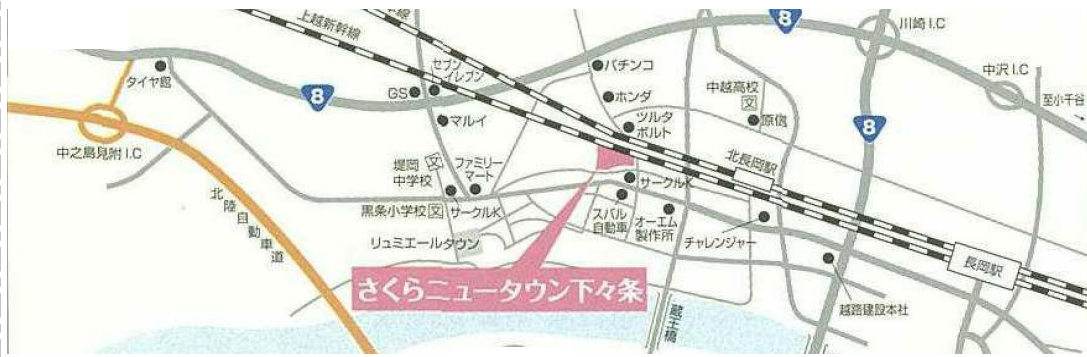 上越新幹線
線
8
川崎 I.C
中沢 I.C
至小千谷
タイヤ館
セブン
イレブン
GS
8
マルイ
パチンコ
ホンダ
ツルタ
ボルト
中越高校
文
原信
8
中之島見附 I.C
北陸自動車道
堤岡
中学校
文
ファミリー
マート
黒条小学校
文
サークルK
リュミエールタウン
サークルK
スバル
自動車
オーエム
製作所
北長岡駅
チャレンジャー
長岡駅
さくらニュータウン下々条
蔵王橋
越路建設本社